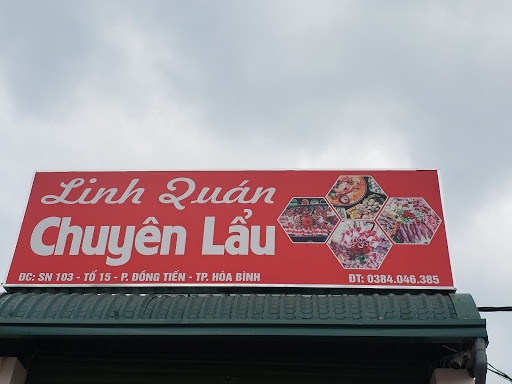 Linh Quán
Chuyên Lẩu
ĐC: SN 103 - TỔ 15 - P. ĐỒNG TIẾN - TP. HÒA BÌNH
ĐT: 0384.046.385